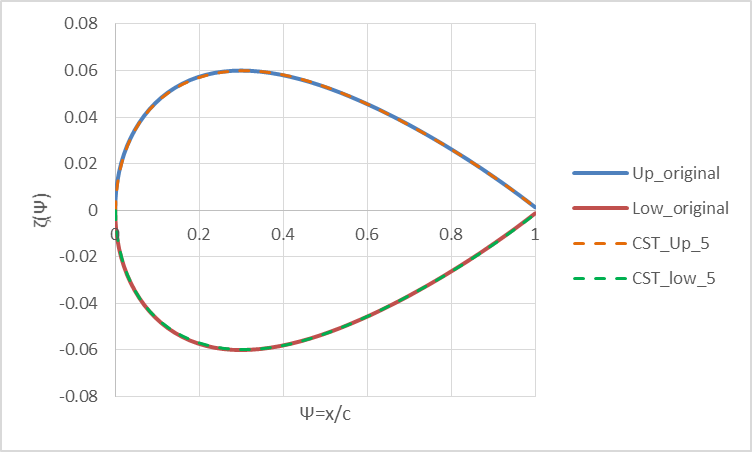 0.08
0.06
0.04
0.02
0
-0.02
-0.04
-0.06
-0.08
ζ(Ψ)
0 0.2 0.4 0.6 0.8 1
Ψ=x/c
Up_original
Low_original
CST_Up_5
CST_low_5